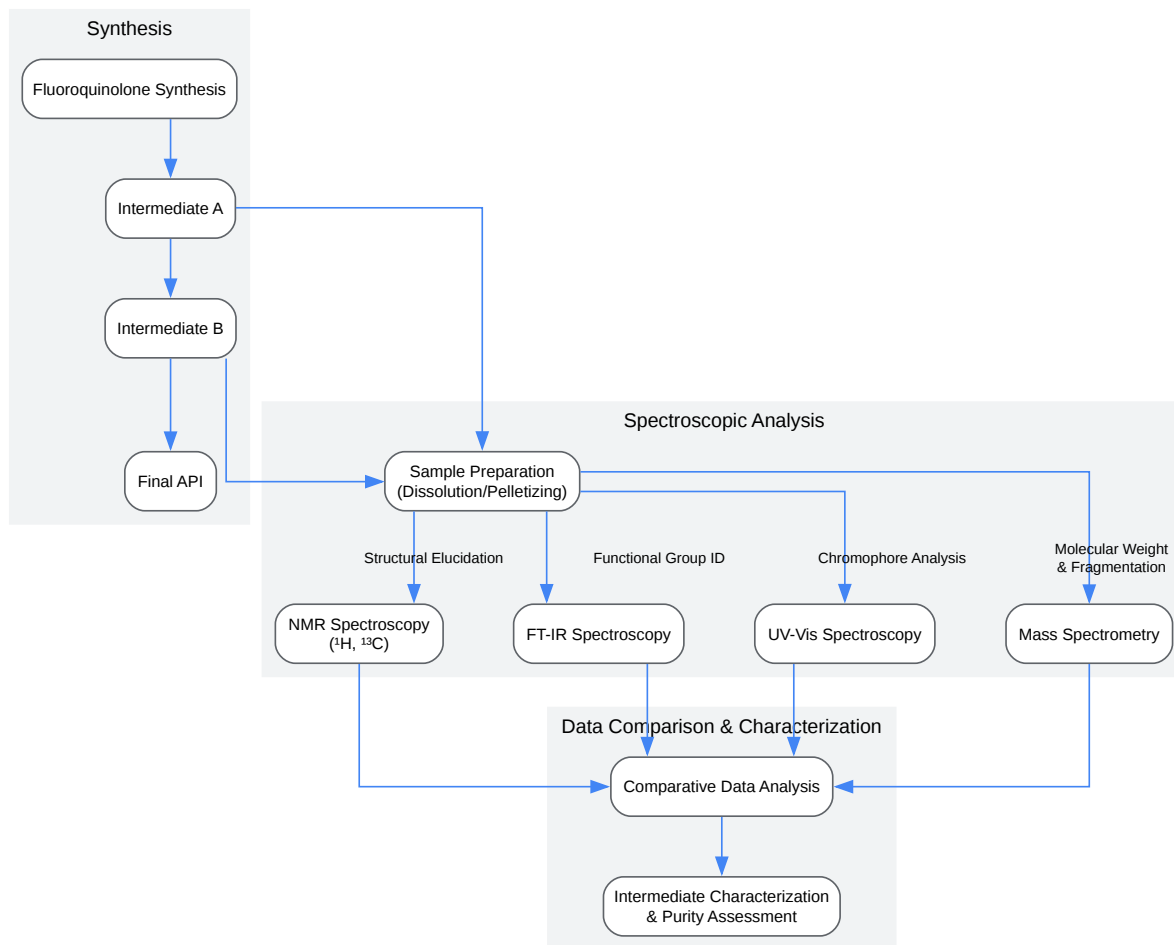 Synthesis
Fluoroquinolone Synthesis
Intermediate A
Intermediate B
Final API
Spectroscopic Analysis
Sample Preparation
(Dissolution/Pelletizing)
Structural Elucidation
Functional Group ID
Chromophore Analysis
Molecular Weight
& Fragmentation
NMR Spectroscopy
(¹H, ¹³C)
FT-IR Spectroscopy
UV-Vis Spectroscopy
Mass Spectrometry
Data Comparison & Characterization
Comparative Data Analysis
Intermediate Characterization
& Purity Assessment